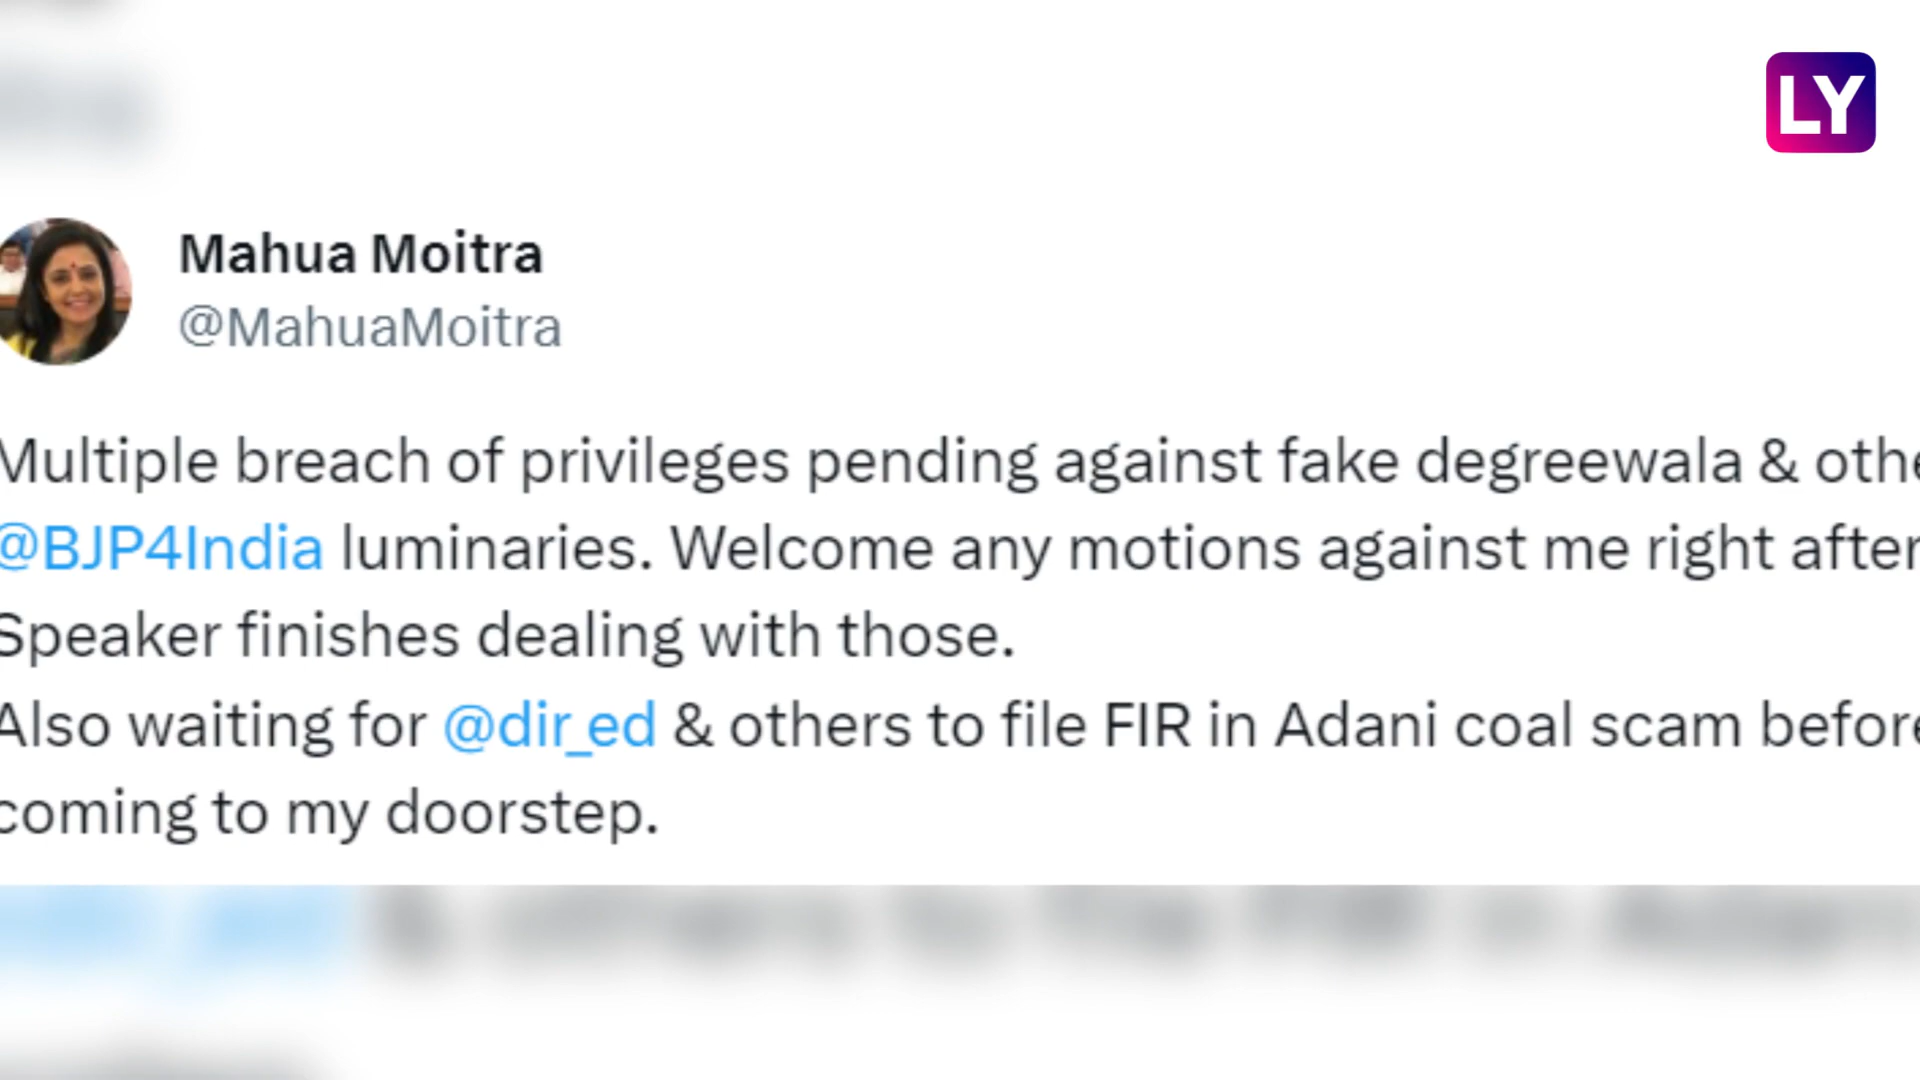 LY
Mahua Moitra
@MahuaMoitra
Multiple breach of privileges pending against fake degreewala &
@BJP4India luminaries. Welcome any motions against me right after
Speaker finishes dealing with those.
Also waiting for @dir_ed & others to file FIR in Adani coal scam before
coming to my doorstep.